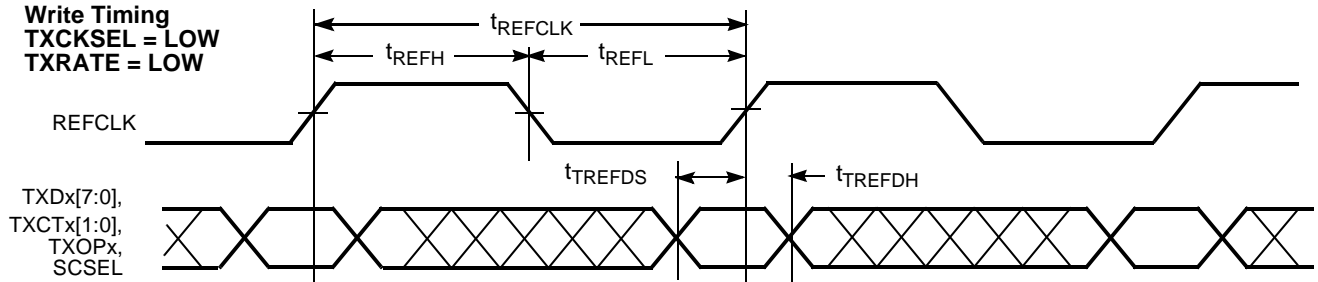 Write Timing
TXCKSEL = LOW
TXRATE = LOW
tREFCLK
tREFH
tREFL
REFCLK
tTREFDS
tTREFDH
TXDx[7:0],
TXCTx[1:0],
TXOPx,
SCSEL